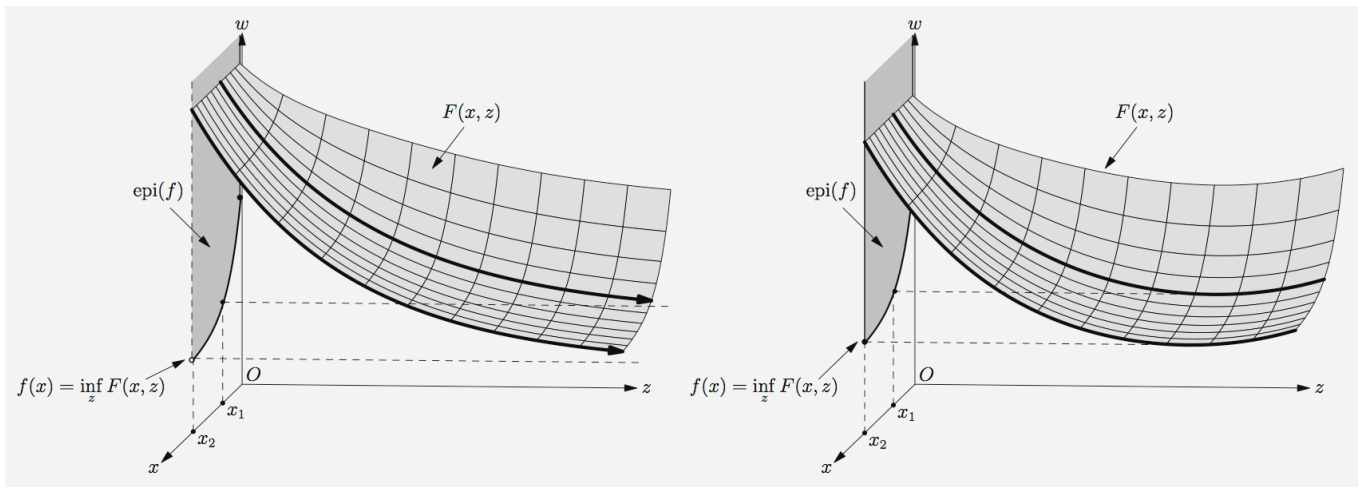 w
F(x, z)
epi(f)
f(x) = inf F(x, z)
z
O
z
x₁
x₂
x
w
F(x, z)
epi(f)
f(x) = inf F(x, z)
z
O
z
x₁
x₂
x